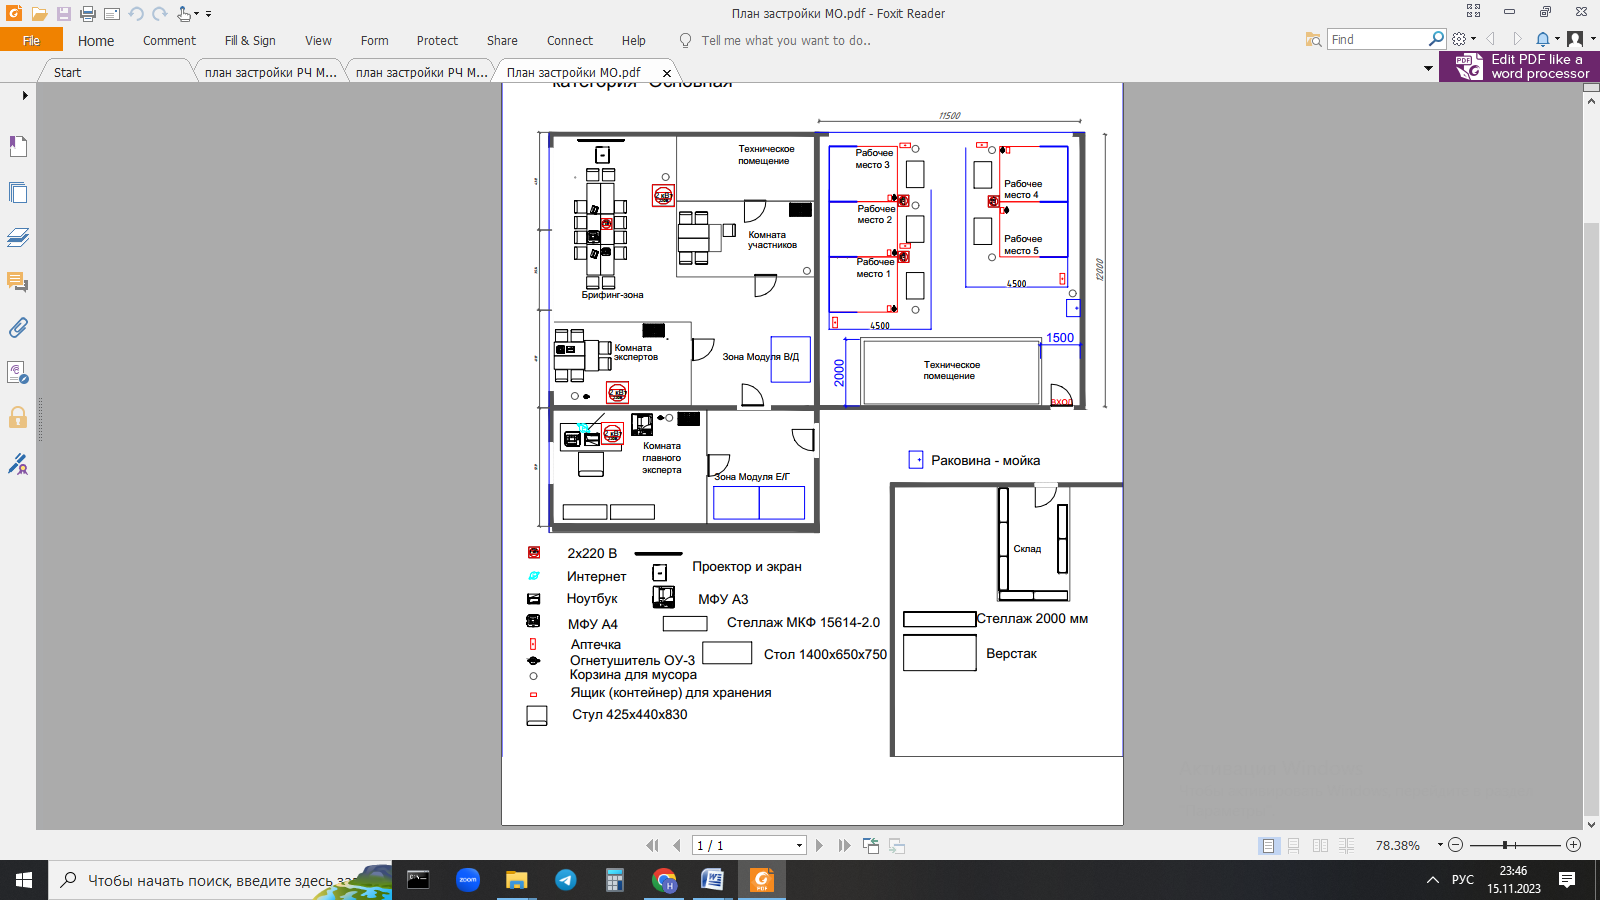 План застройки МО.pdf - Foxit Reader
File
Home
Comment
Fill & Sign
View
Form
Protect
Share
Connect
Help
Tell me what you want to do..
Find
Start
план застройки РЧ М...
план застройки РЧ М...
План застройки МО.pdf
Edit PDF like a
word processor
категория Основная
11500
Техническое
помещение
Рабочее
место 3
Рабочее
место 4
Рабочее
место 2
Комната
участников
Рабочее
место 5
Рабочее
место 1
12000
4500
Брифинг-зона
4500
1500
Комната
экспертов
Зона Модуля В/Д
2000
Техническое
помещение
ВХОД
Комната
главного
эксперта
Зона Модуля Е/Г
Раковина - мойка
Склад
2х220 В
Проектор и экран
Интернет
Ноутбук
МФУ А3
МФУ А4
Стеллаж МКФ 15614-2.0
Стеллаж 2000 мм
Аптечка
Огнетушитель ОУ-3
Стол 1400х650х750
Верстак
Корзина для мусора
Ящик (контейнер) для хранения
Стул 425х440х830
1 / 1
78.38%
Чтобы начать поиск, введите здесь за
zoom
РУС
23:46
15.11.2023